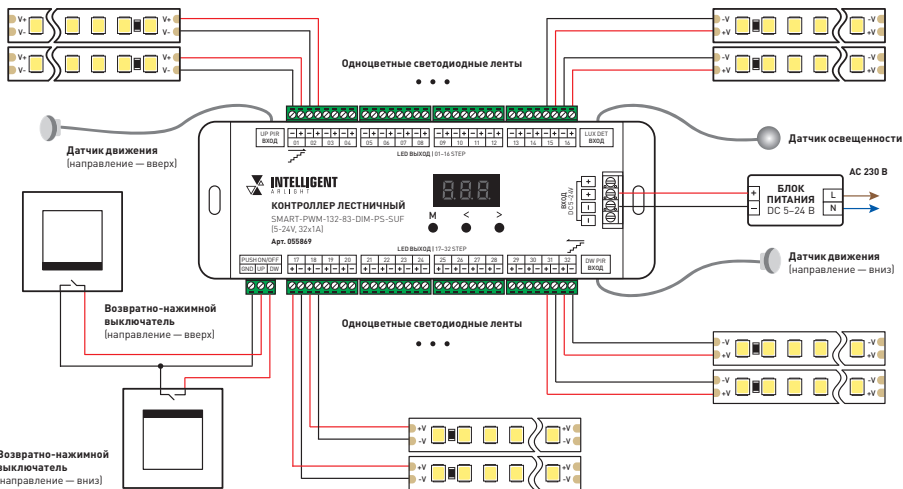 V+
V-
V+
V-
-V
+V
-V
+V
Одноцветные светодиодные ленты
• • •
Датчик движения
(направление — вверх)
UP PIR
ВХОД
- + - + - + - +
01 02 03 04
- + - + - + - +
05 06 07 08
- + - + - + - +
09 10 11 12
- + - + - + - +
13 14 15 16
LUX DET
ВХОД
LED ВЫХОД | 01–16 STEP
Датчик освещенности
INTELLIGENT
ARLIGHT
КОНТРОЛЛЕР ЛЕСТНИЧНЫЙ
SMART-PWM-132-83-DIM-PS-SUF
(5-24V, 32x1A)
Арт. 055869
8.8.8.
M < >
ВХОД
DC 5–24V
+
+
–
–
AC 230 В
+
–
БЛОК
ПИТАНИЯ
DC 5–24 В
L
N
Датчик движения
(направление — вниз)
LED ВЫХОД | 17–32 STEP
PUSH ON/OFF
GND UP DW
17 18 19 20
+ - + - + - + -
21 22 23 24
+ - + - + - + -
25 26 27 28
+ - + - + - + -
29 30 31 32
+ - + - + - + -
DW PIR
ВХОД
Возвратно-нажимной
выключатель
(направление — вверх)
Одноцветные светодиодные ленты
• • •
-V
+V
-V
+V
+V
-V
+V
-V
+V
-V
Возвратно-нажимной
выключатель
(направление — вниз)